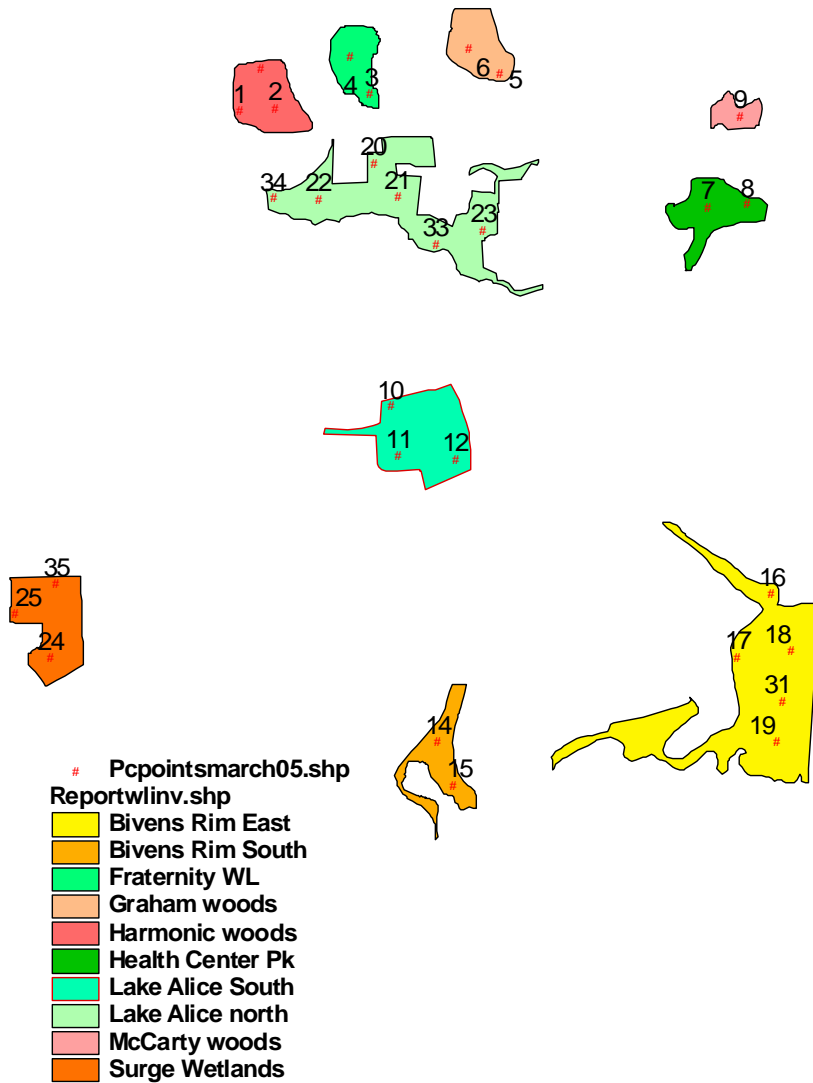 6
5
4
3
1
2
9
20
34
22
21
7
8
33
23
10
11
12
35
25
24
16
17
18
31
19
14
15
# Pcpointsmarch05.shp
Reportwlinv.shp
Bivens Rim East
Bivens Rim South
Fraternity WL
Graham woods
Harmonic woods
Health Center Pk
Lake Alice South
Lake Alice north
McCarty woods
Surge Wetlands